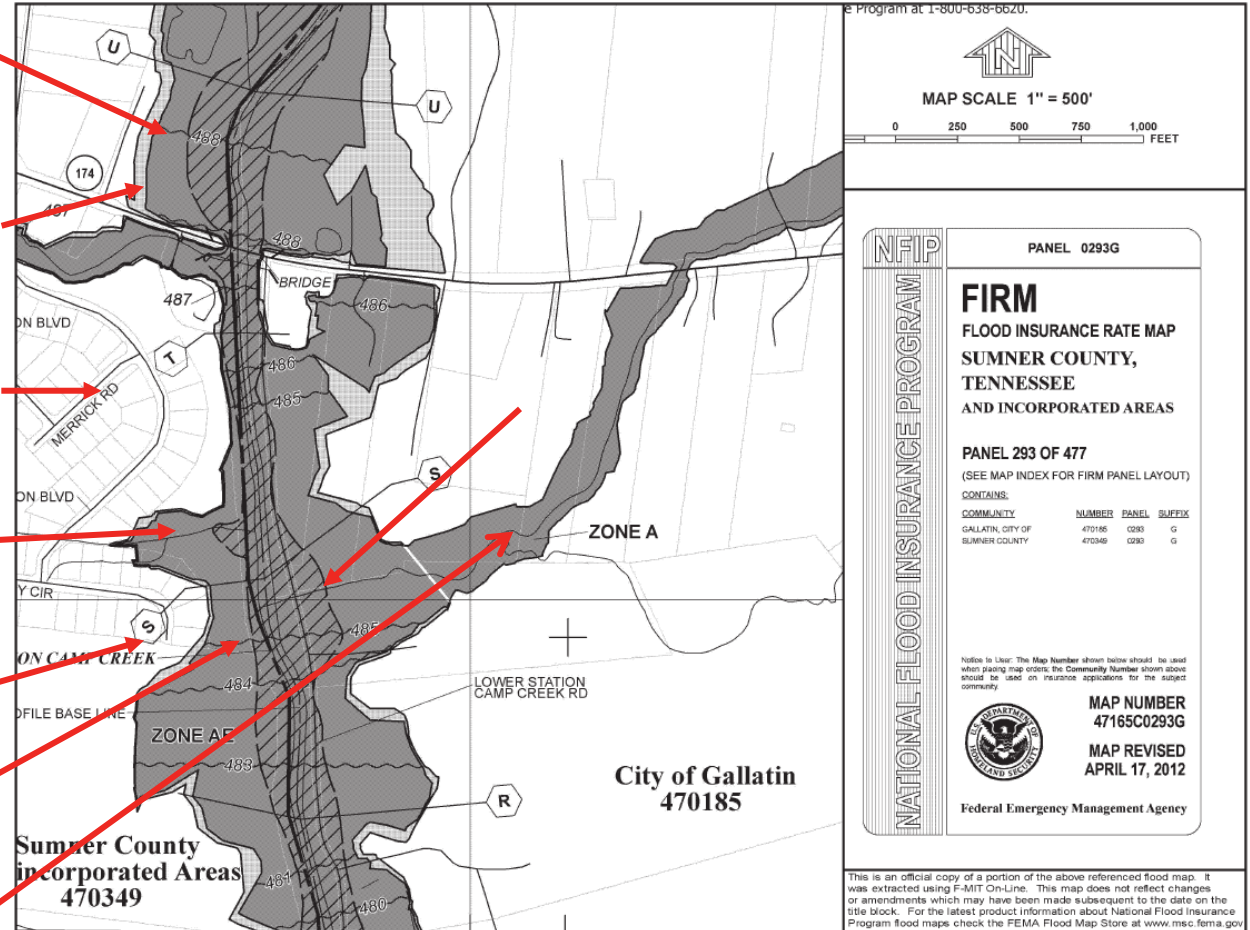 U
U
488
174
487
488
BRIDGE
487
486
ON BLVD
T
486
485
MERRICK RD
S
ON BLVD
ZONE A
Y CIR
S
485
ON CAMP CREEK
484
LOWER STATION
CAMP CREEK RD
OFILE BASE LINE
ZONE AE
483
City of Gallatin
470185
R
Sumner County
incorporated Areas
470349
481
480
e Program at 1-800-638-6620.
N
MAP SCALE 1" = 500'
0 250 500 750 1,000
FEET
NFIP
NATIONAL FLOOD INSURANCE PROGRAM
PANEL 0293G
FIRM
FLOOD INSURANCE RATE MAP
SUMNER COUNTY,
TENNESSEE
AND INCORPORATED AREAS
PANEL 293 OF 477
(SEE MAP INDEX FOR FIRM PANEL LAYOUT)
CONTAINS:
COMMUNITY NUMBER PANEL SUFFIX
GALLATIN, CITY OF 470185 0293 G
SUMNER COUNTY 470349 0293 G
Notice to User: The Map Number shown below should be used
when placing map orders; the Community Number shown above
should be used on insurance applications for the subject
community.
U.S. DEPARTMENT OF
HOMELAND SECURITY
MAP NUMBER
47165C0293G
MAP REVISED
APRIL 17, 2012
Federal Emergency Management Agency
This is an official copy of a portion of the above referenced flood map. It
was extracted using F-MIT On-Line. This map does not reflect changes
or amendments which may have been made subsequent to the date on the
title block. For the latest product information about National Flood Insurance
Program flood maps check the FEMA Flood Map Store at www.msc.fema.gov